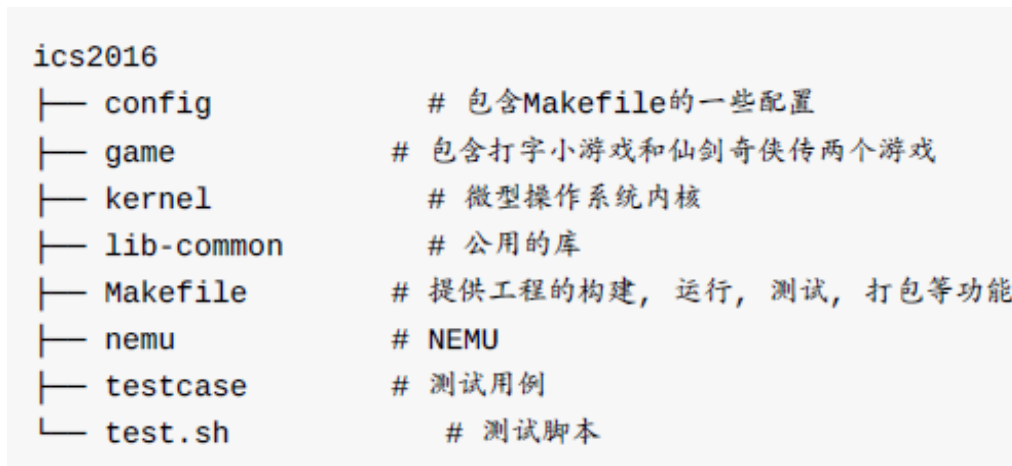 ics2016
├── config # 包含Makefile的一些配置
├── game # 包含打字小游戏和仙剑奇侠传两个游戏
├── kernel # 微型操作系统内核
├── lib-common # 公用的库
├── Makefile # 提供工程的构建, 运行, 测试, 打包等功能
├── nemu # NEMU
├── testcase # 测试用例
└── test.sh # 测试脚本